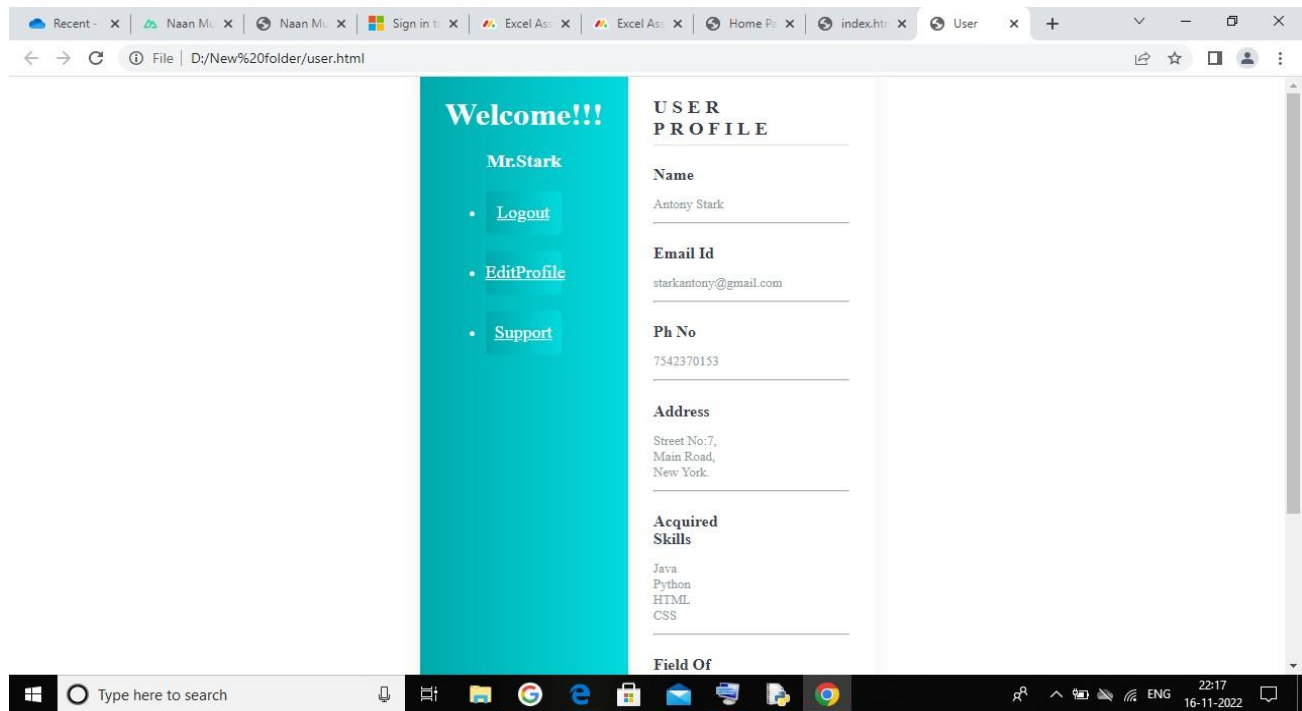 Recent -
Naan Mu
Naan Mu
Sign in t
Excel Ass
Excel Ass
Home Pa
index.htm
User
File | D:/New%20folder/user.html
Welcome!!!
Mr.Stark
• Logout
• EditProfile
• Support
USER
PROFILE
Name
Antony Stark
Email Id
starkantony@gmail.com
Ph No
7542370153
Address
Street No:7,
Main Road,
New York.
Acquired
Skills
Java
Python
HTML
CSS
Field Of
Type here to search
ENG
22:17
16-11-2022